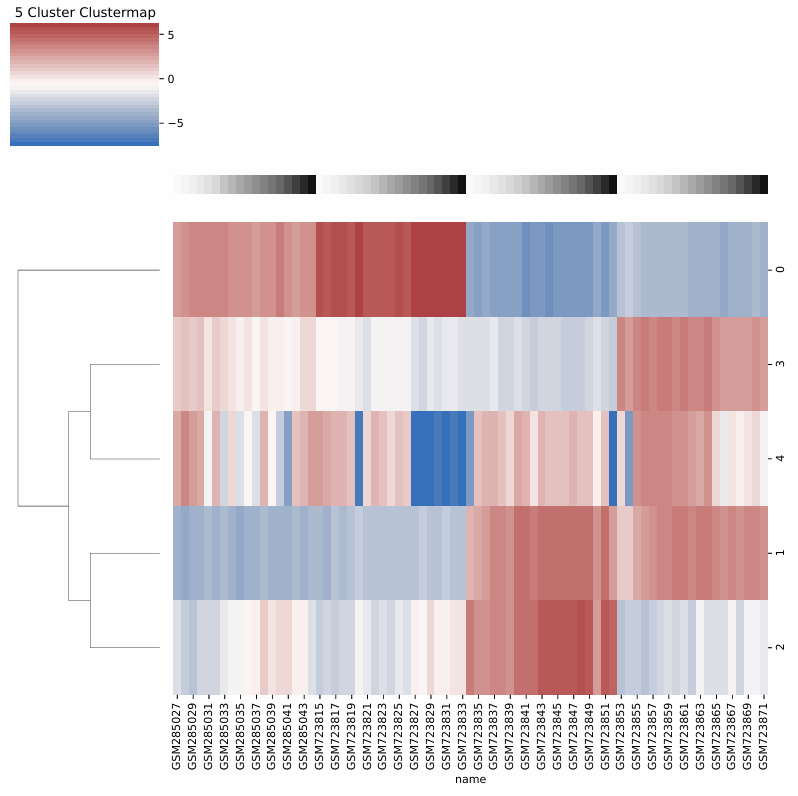 5 Cluster Clustermap
5
0
−5
0
3
4
1
2
GSM285027
GSM285029
GSM285031
GSM285033
GSM285035
GSM285037
GSM285039
GSM285041
GSM285043
GSM723815
GSM723817
GSM723819
GSM723821
GSM723823
GSM723825
GSM723827
GSM723829
GSM723831
GSM723833
GSM723835
GSM723837
GSM723839
GSM723841
GSM723843
GSM723845
GSM723847
GSM723849
GSM723851
GSM723853
GSM723855
GSM723857
GSM723859
GSM723861
GSM723863
GSM723865
GSM723867
GSM723869
GSM723871
name